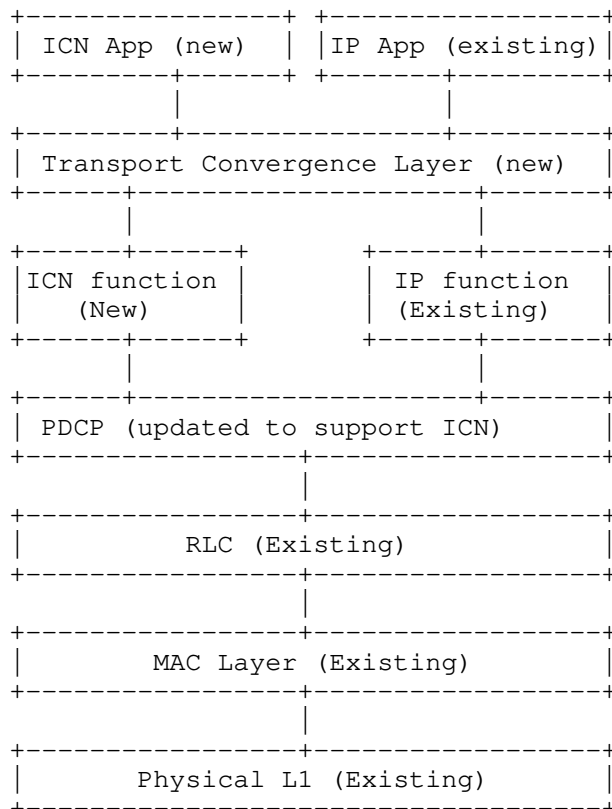 ICN App (new) IP App (existing)
Transport Convergence Layer (new)
ICN function IP function
(New) (Existing)
PDCP (updated to support ICN)
RLC (Existing)
MAC Layer (Existing)
Physical L1 (Existing)